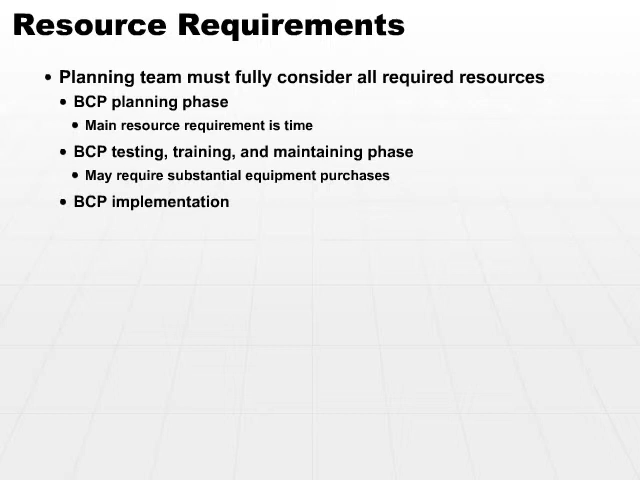 Resource Requirements
• Planning team must fully consider all required resources
• BCP planning phase
• Main resource requirement is time
• BCP testing, training, and maintaining phase
• May require substantial equipment purchases
• BCP implementation